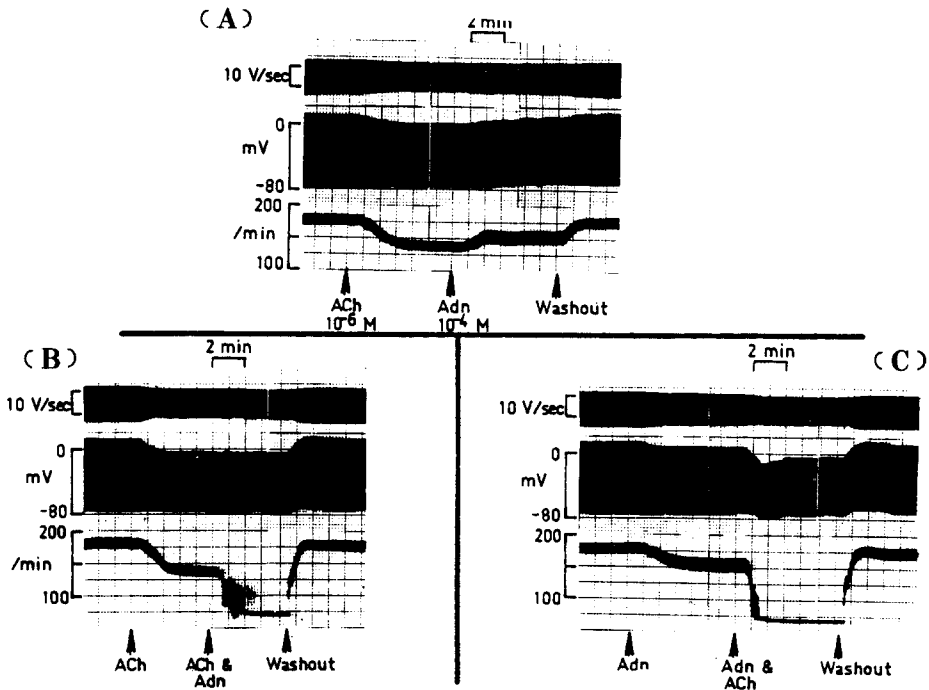 (A)
2 min
10 V/sec
0
mV
-80
200
/min
100
ACh
10⁻⁶ M
Adn
10⁻⁴ M
Washout
(B)
2 min
10 V/sec
0
mV
-80
200
/min
100
ACh
ACh &
Adn
Washout
(C)
2 min
10 V/sec
0
mV
-80
200
/min
100
Adn
Adn &
ACh
Washout